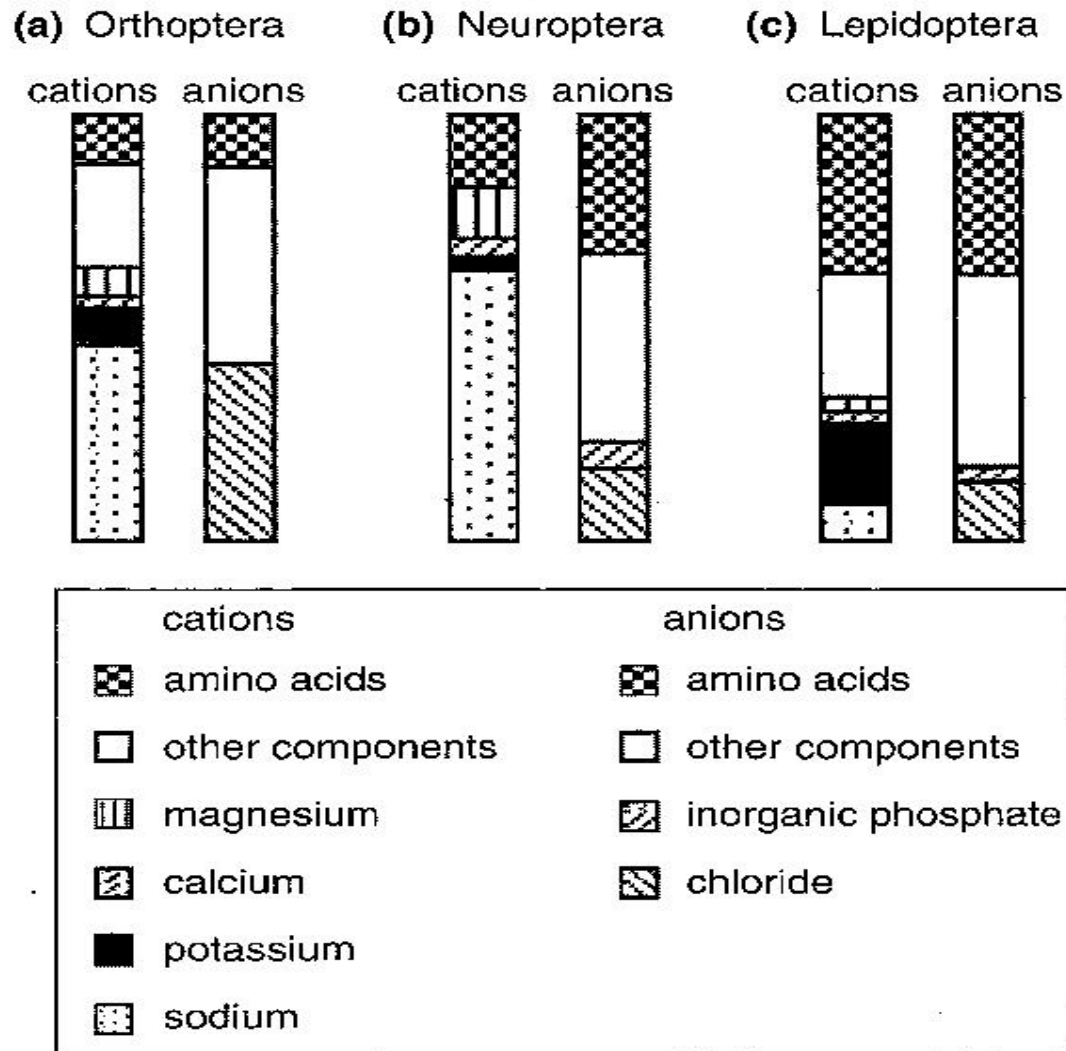 (a) Orthoptera (b) Neuroptera (c) Lepidoptera
cations anions cations anions cations anions
cations anions
amino acids amino acids
other components other components
magnesium inorganic phosphate
calcium chloride
potassium
sodium